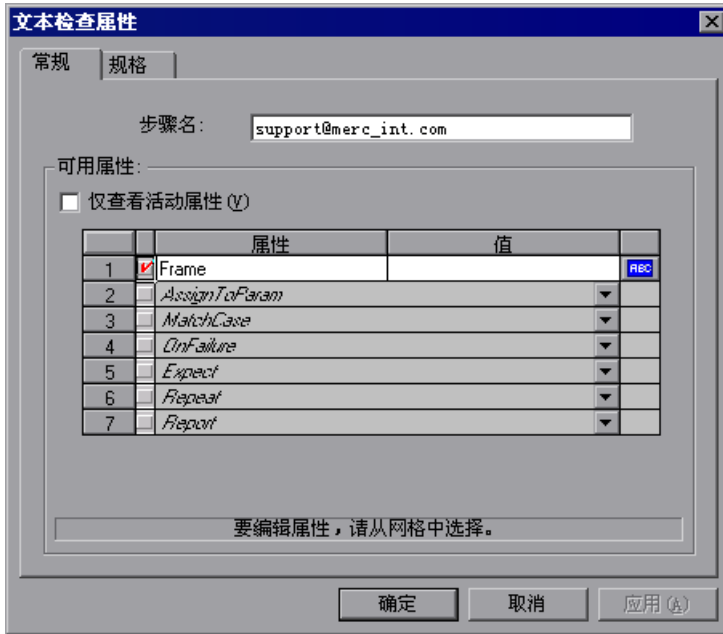 文本检查属性
常规 规格
步骤名: support@merc_int.com
可用属性:
仅查看活动属性(V)
属性 值
1 Frame ABC
2 AssignToParam
3 MatchCase
4 OnFailure
5 Expect
6 Repeat
7 Report
要编辑属性，请从网格中选择。
确定 取消 应用(A)